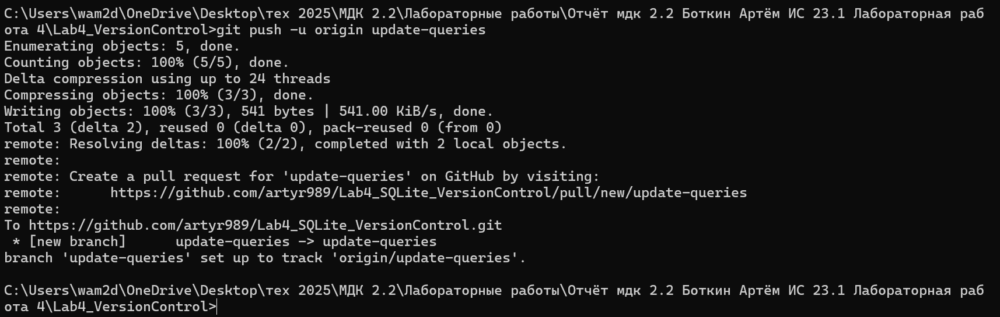 C:\Users\wam2d\OneDrive\Desktop\тех 2025\МДК 2.2\Лабораторные работы\Отчёт мдк 2.2 Боткин Артём ИС 23.1 Лабораторная раб
ота 4\Lab4_VersionControl>git push -u origin update-queries
Enumerating objects: 5, done.
Counting objects: 100% (5/5), done.
Delta compression using up to 24 threads
Compressing objects: 100% (3/3), done.
Writing objects: 100% (3/3), 541 bytes | 541.00 KiB/s, done.
Total 3 (delta 2), reused 0 (delta 0), pack-reused 0 (from 0)
remote: Resolving deltas: 100% (2/2), completed with 2 local objects.
remote:
remote: Create a pull request for 'update-queries' on GitHub by visiting:
remote:      https://github.com/artyr989/Lab4_SQLite_VersionControl/pull/new/update-queries
remote:
To https://github.com/artyr989/Lab4_SQLite_VersionControl.git
 * [new branch]      update-queries -> update-queries
branch 'update-queries' set up to track 'origin/update-queries'.
C:\Users\wam2d\OneDrive\Desktop\тех 2025\МДК 2.2\Лабораторные работы\Отчёт мдк 2.2 Боткин Артём ИС 23.1 Лабораторная раб
ота 4\Lab4_VersionControl>